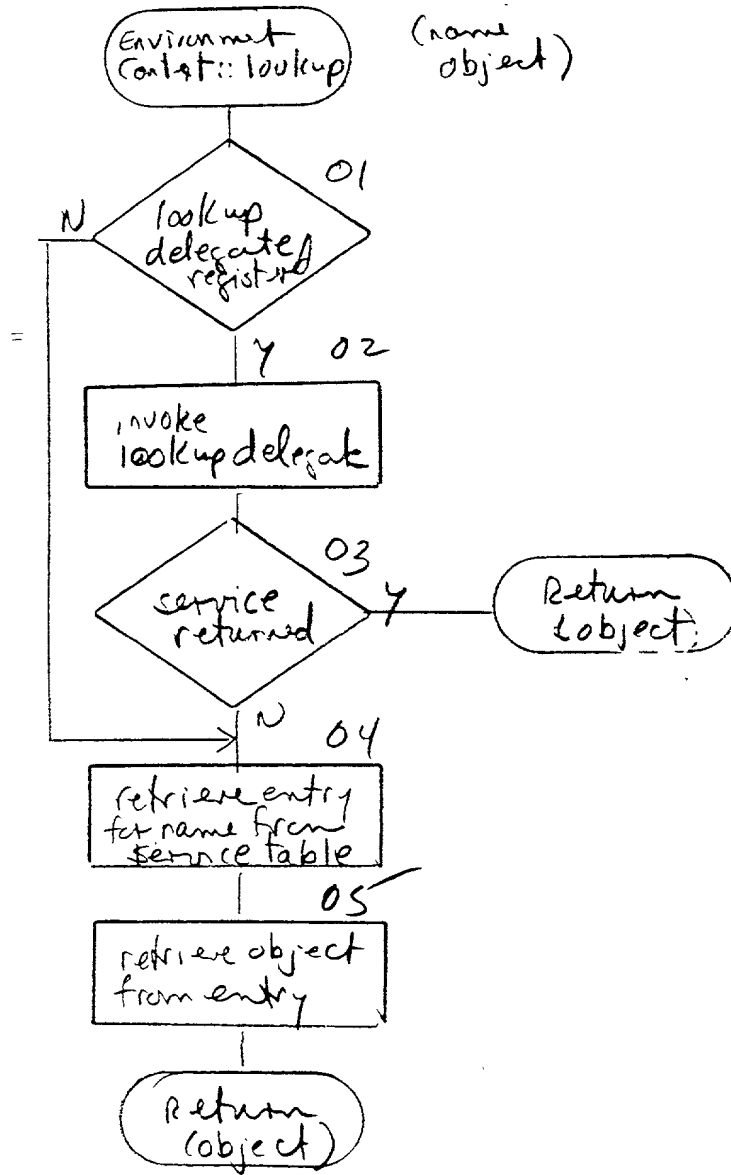 Environmet
Context::lookup
(name
object)
01
N
lookup
delegate
registered
Y
02
invoke
lookup delegate
03
service
returned
Y
Return
(object)
N
04
retrieve entry
for name from
service table
05
retrieve object
from entry
Return
(object)